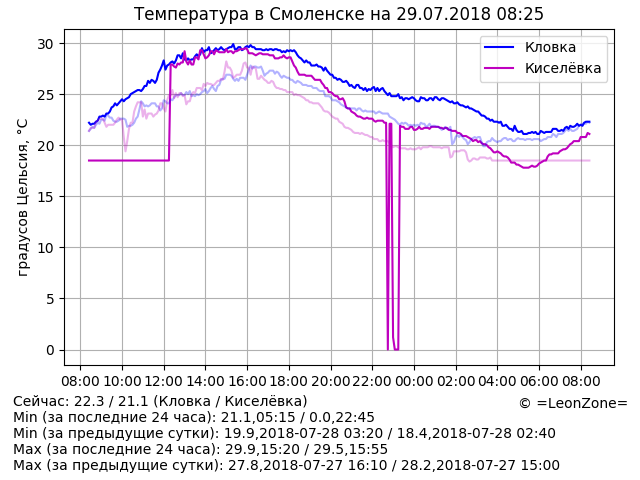 Температура в Смоленске на 29.07.2018 08:25
Кловка
Киселёвка
градусов Цельсия, °C
30
25
20
15
10
5
0
08:00 10:00 12:00 14:00 16:00 18:00 20:00 22:00 00:00 02:00 04:00 06:00 08:00
Сейчас: 22.3 / 21.1 (Кловка / Киселёвка)
© =LeonZone=
Min (за последние 24 часа): 21.1,05:15 / 0.0,22:45
Min (за предыдущие сутки): 19.9,2018-07-28 03:20 / 18.4,2018-07-28 02:40
Max (за последние 24 часа): 29.9,15:20 / 29.5,15:55
Max (за предыдущие сутки): 27.8,2018-07-27 16:10 / 28.2,2018-07-27 15:00